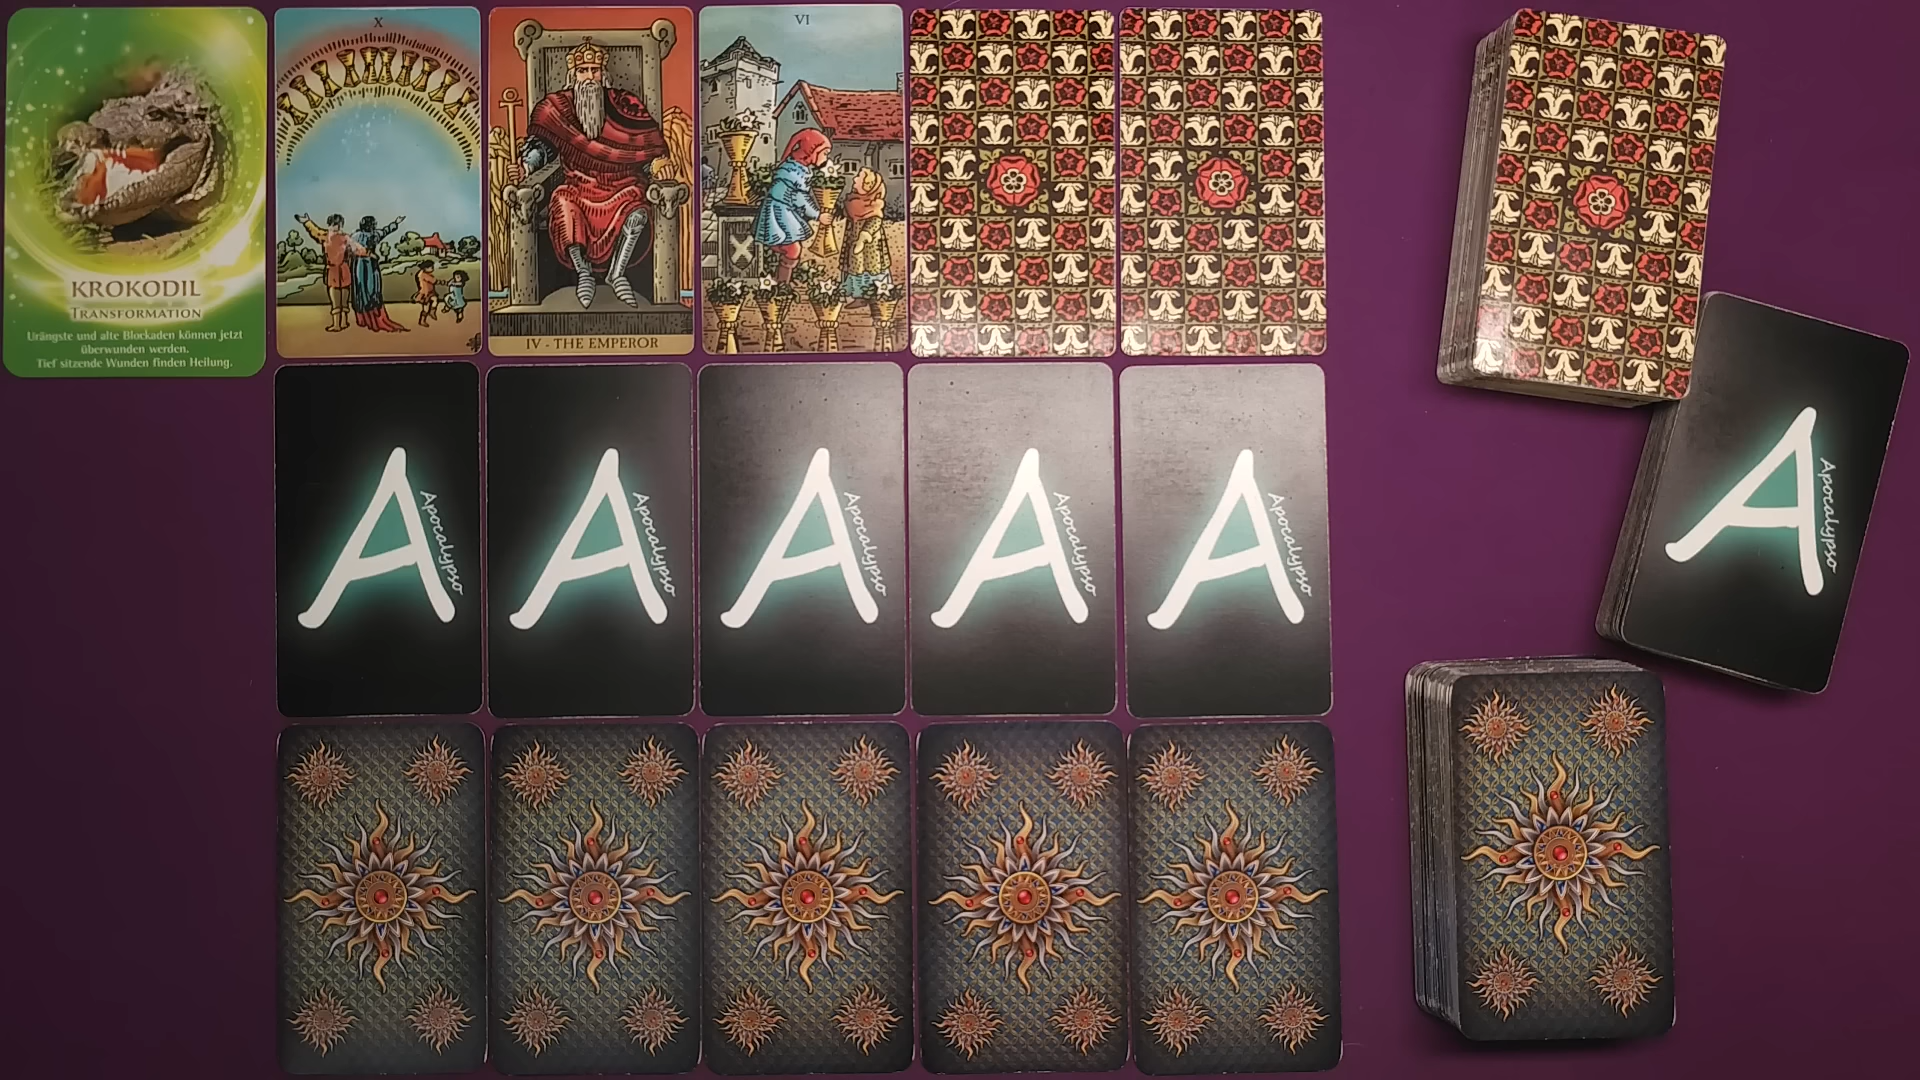 KROKODIL
TRANSFORMATION
Urängste und alte Blockaden können jetzt
überwunden werden.
Tief sitzende Wunden finden Heilung.
X
IV - THE EMPEROR
VI
A
Apocalypso
A
Apocalypso
A
Apocalypso
A
Apocalypso
A
Apocalypso
A
Apocalypso